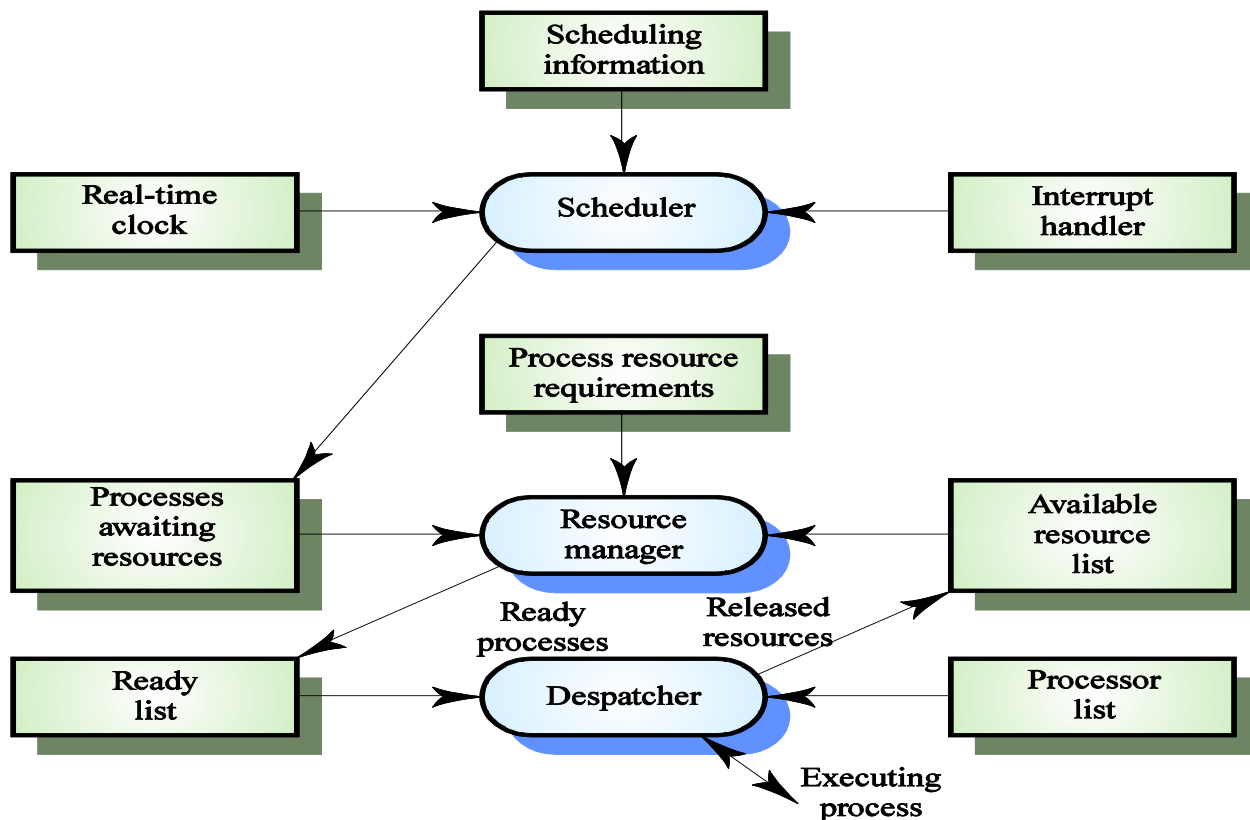 Scheduling
information
Real-time
clock
Scheduler
Interrupt
handler
Process resource
requirements
Processes
awaiting
resources
Resource
manager
Available
resource
list
Ready
processes
Released
resources
Ready
list
Despatcher
Processor
list
Executing
process